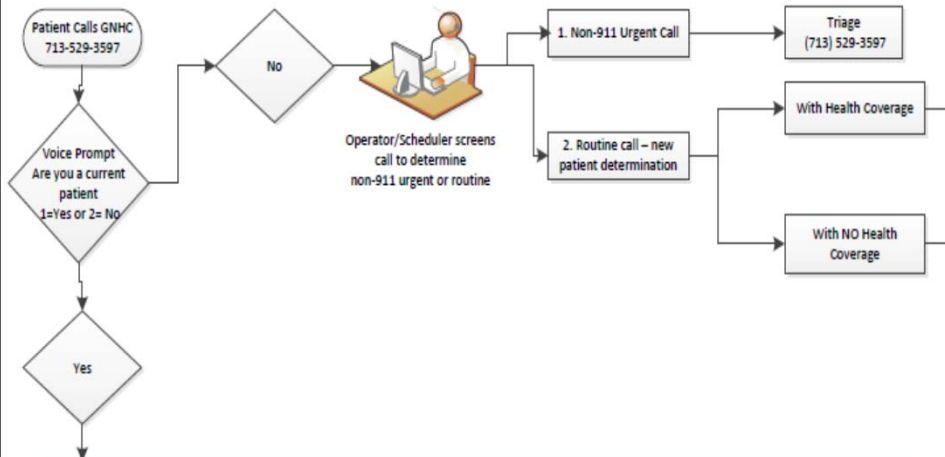 Patient Calls GNHC
713-529-3597
Voice Prompt
Are you a current
patient
1=Yes or 2= No
Yes
No
Operator/Scheduler screens
call to determine
non-911 urgent or routine
1. Non-911 Urgent Call
Triage
(713) 529-3597
2. Routine call – new
patient determination
With Health Coverage
With NO Health
Coverage